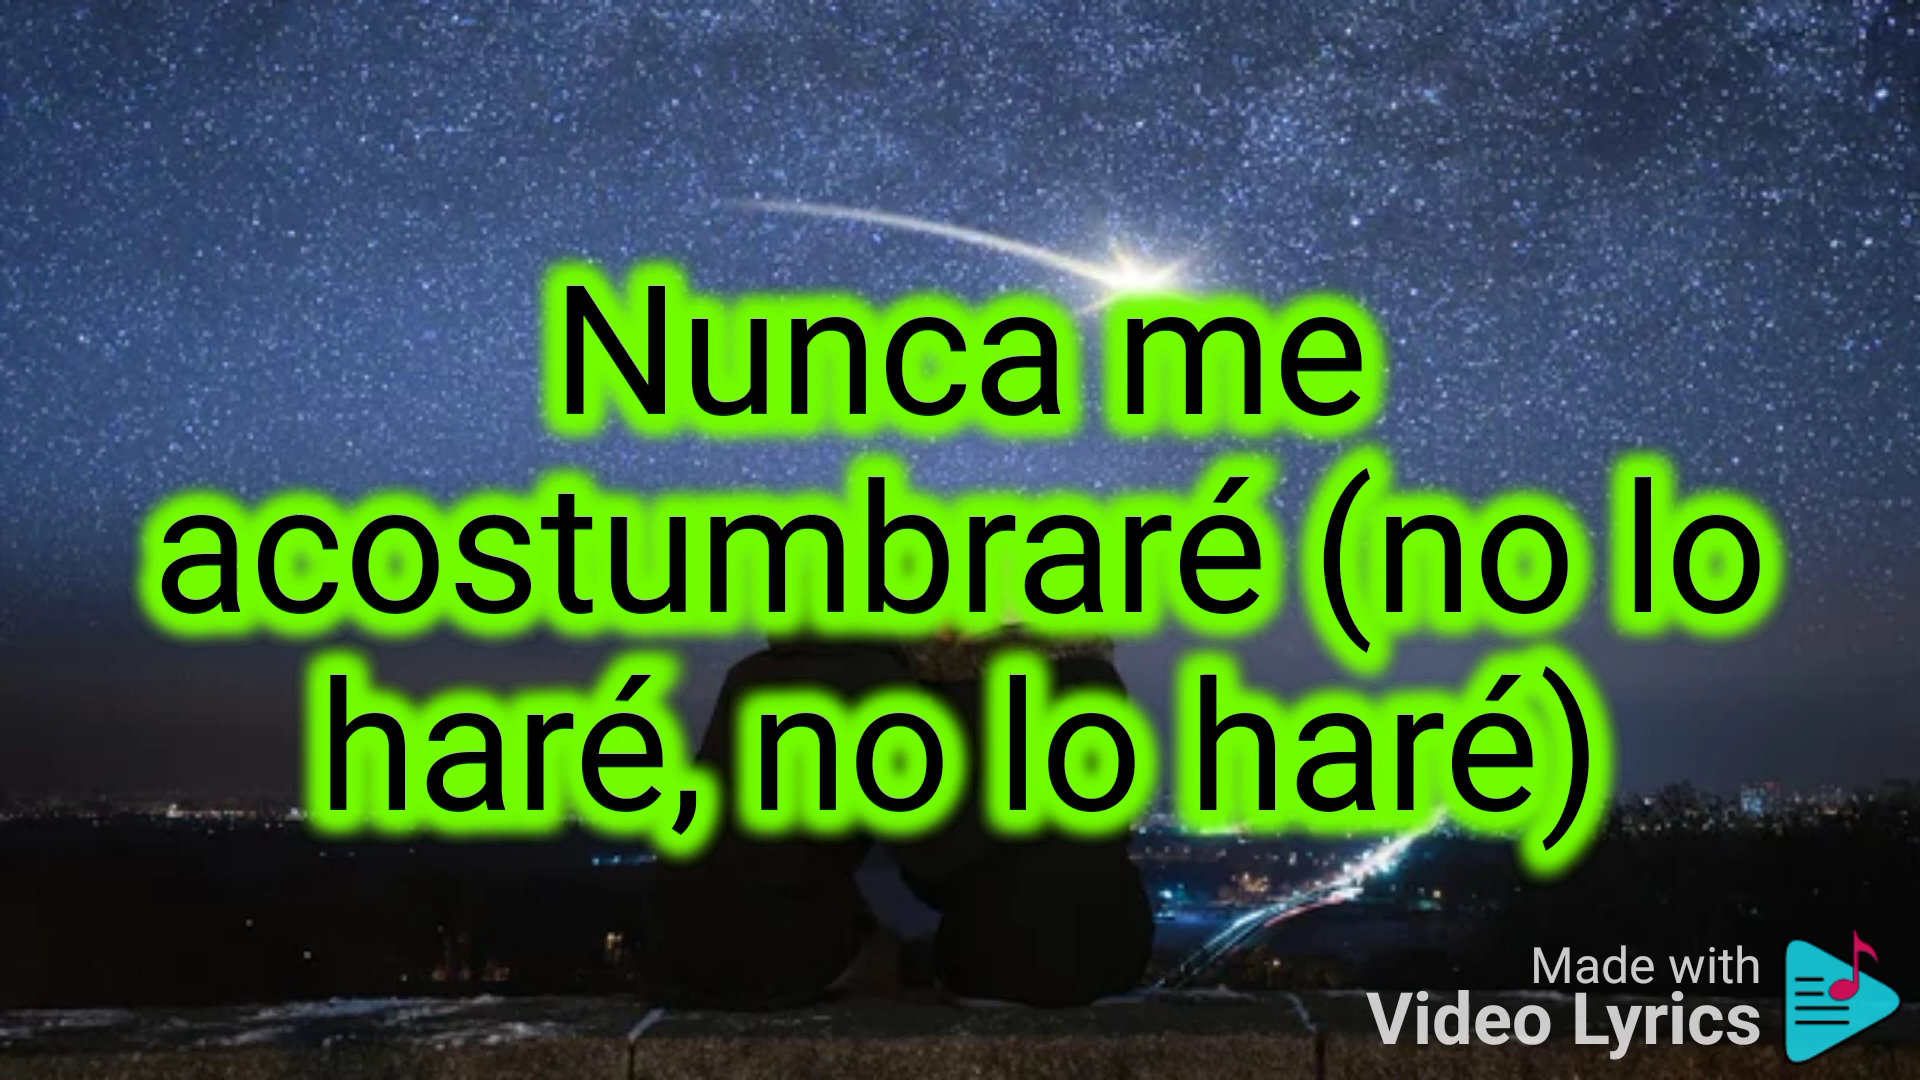 Nunca me
acostumbraré (no lo
haré, no lo haré)
Made with
Video Lyrics